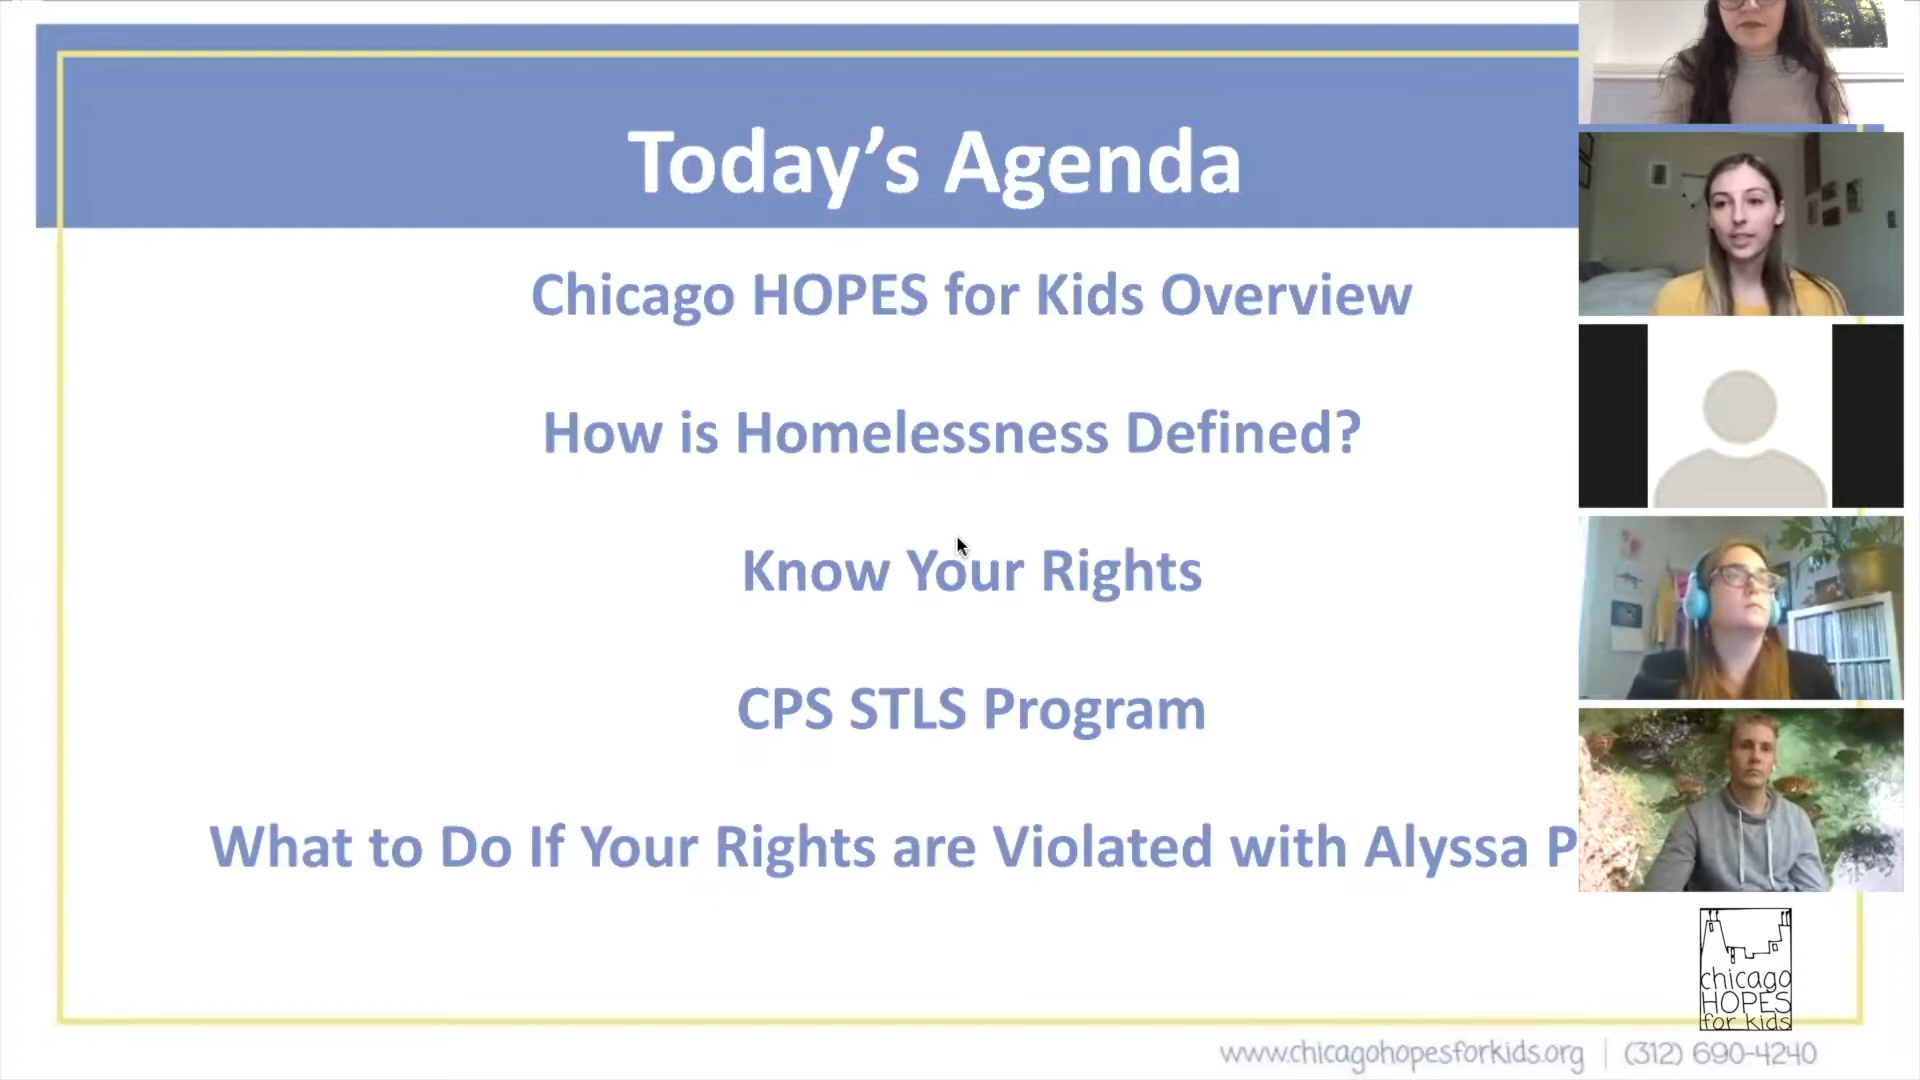 Today’s Agenda
Chicago HOPES for Kids Overview
How is Homelessness Defined?
Know Your Rights
CPS STLS Program
What to Do If Your Rights are Violated with Alyssa P
chicago
HOPES
for kids
www.chicagohopesforkids.org | (312) 690-4240